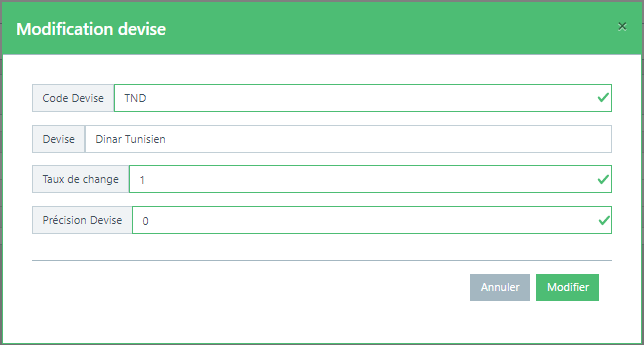 Modification devise
×
Code Devise TND
Devise Dinar Tunisien
Taux de change 1
Précision Devise 0
Annuler Modifier